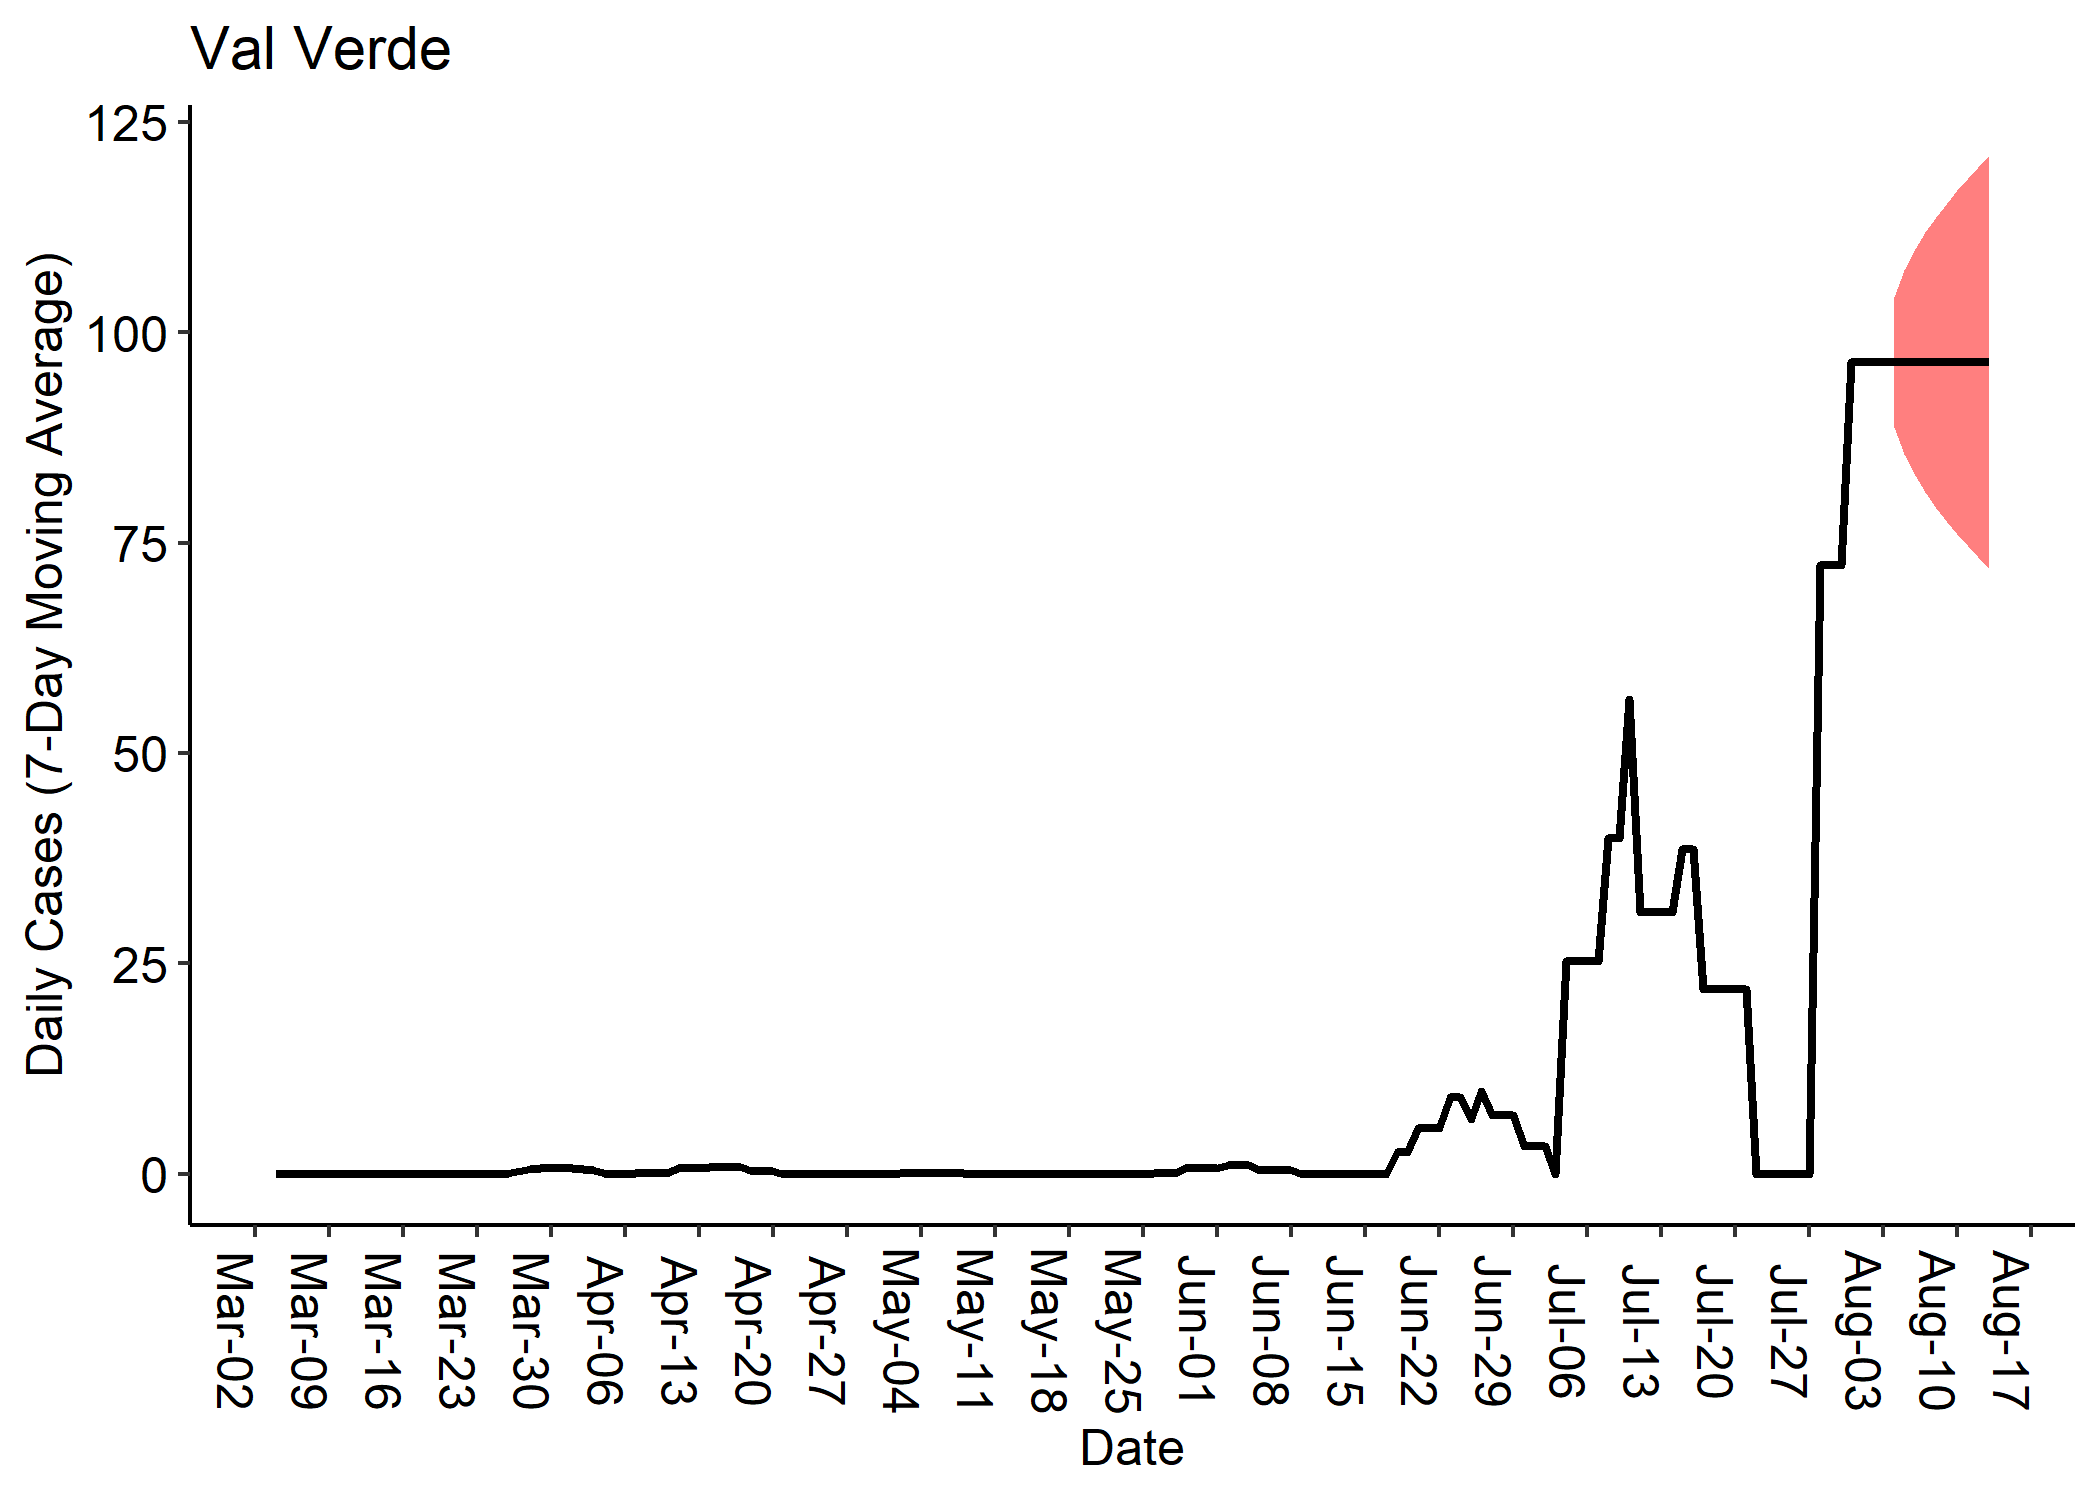 Val Verde
Daily Cases (7-Day Moving Average)
125
100
75
50
25
0
Mar-02
Mar-09
Mar-16
Mar-23
Mar-30
Apr-06
Apr-13
Apr-20
Apr-27
May-04
May-11
May-18
May-25
Jun-01
Jun-08
Jun-15
Jun-22
Jun-29
Jul-06
Jul-13
Jul-20
Jul-27
Aug-03
Aug-10
Aug-17
Date